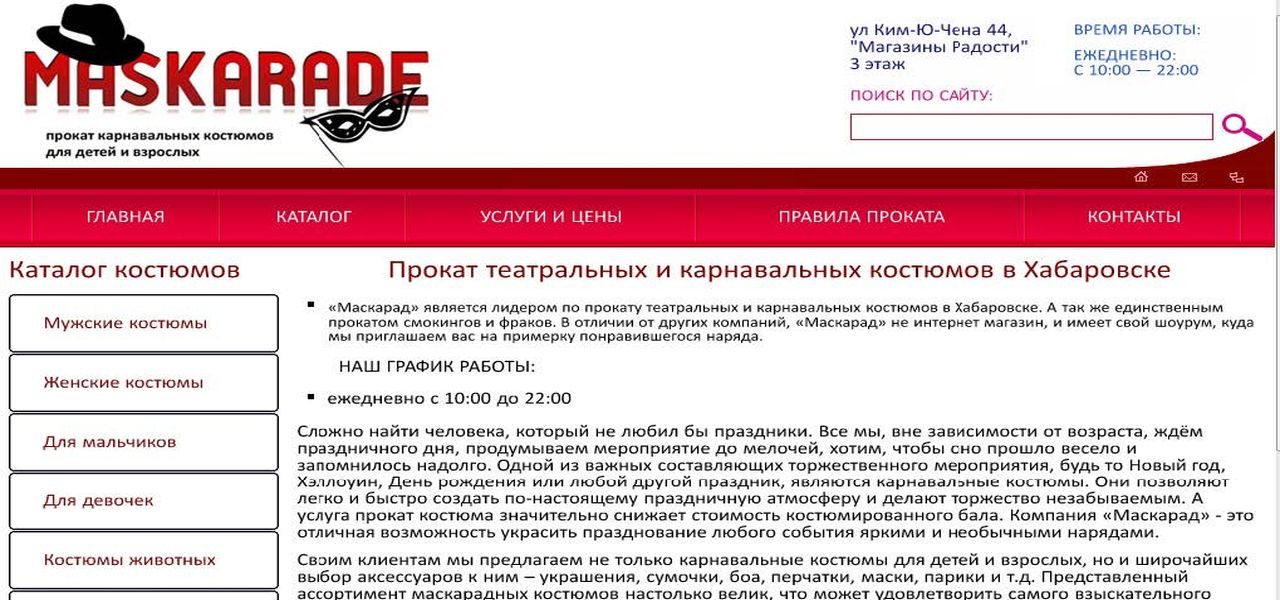 MASKARADE
прокат карнавальных костюмов
для детей и взрослых
ул Ким-Ю-Чена 44,
"Магазины Радости"
3 этаж
ВРЕМЯ РАБОТЫ:
ЕЖЕДНЕВНО:
С 10:00 — 22:00
ПОИСК ПО САЙТУ:
ГЛАВНАЯ
КАТАЛОГ
УСЛУГИ И ЦЕНЫ
ПРАВИЛА ПРОКАТА
КОНТАКТЫ
Каталог костюмов
Мужские костюмы
Женские костюмы
Для мальчиков
Для девочек
Костюмы животных
Прокат театральных и карнавальных костюмов в Хабаровске
«Маскарад» является лидером по прокату театральных и карнавальных костюмов в Хабаровске. А так же единственным
прокатом смокингов и фраков. В отличии от других компаний, «Маскарад» не интернет магазин, и имеет свой шоурум, куда
мы приглашаем вас на примерку понравившегося наряда.
НАШ ГРАФИК РАБОТЫ:
ежедневно с 10:00 до 22:00
Сложно найти человека, который не любил бы праздники. Все мы, вне зависимости от возраста, ждём
праздничного дня, продумываем мероприятие до мелочей, хотим, чтобы оно прошло весело и
запомнилось надолго. Одной из важных составляющих торжественного мероприятия, будь то Новый год,
Хэллоуин, День рождения или любой другой праздник, являются карнавальные костюмы. Они позволяют
легко и быстро создать по-настоящему праздничную атмосферу и делают торжество незабываемым. А
услуга прокат костюма значительно снижает стоимость костюмированного бала. Компания «Маскарад» - это
отличная возможность украсить празднование любого события яркими и необычными нарядами.
Своим клиентам мы предлагаем не только карнавальные костюмы для детей и взрослых, но и широчайших
выбор аксессуаров к ним – украшения, сумочки, боа, перчатки, маски, парики и т.д. Представленный
ассортимент маскарадных костюмов настолько велик, что может удовлетворить самого взыскательного